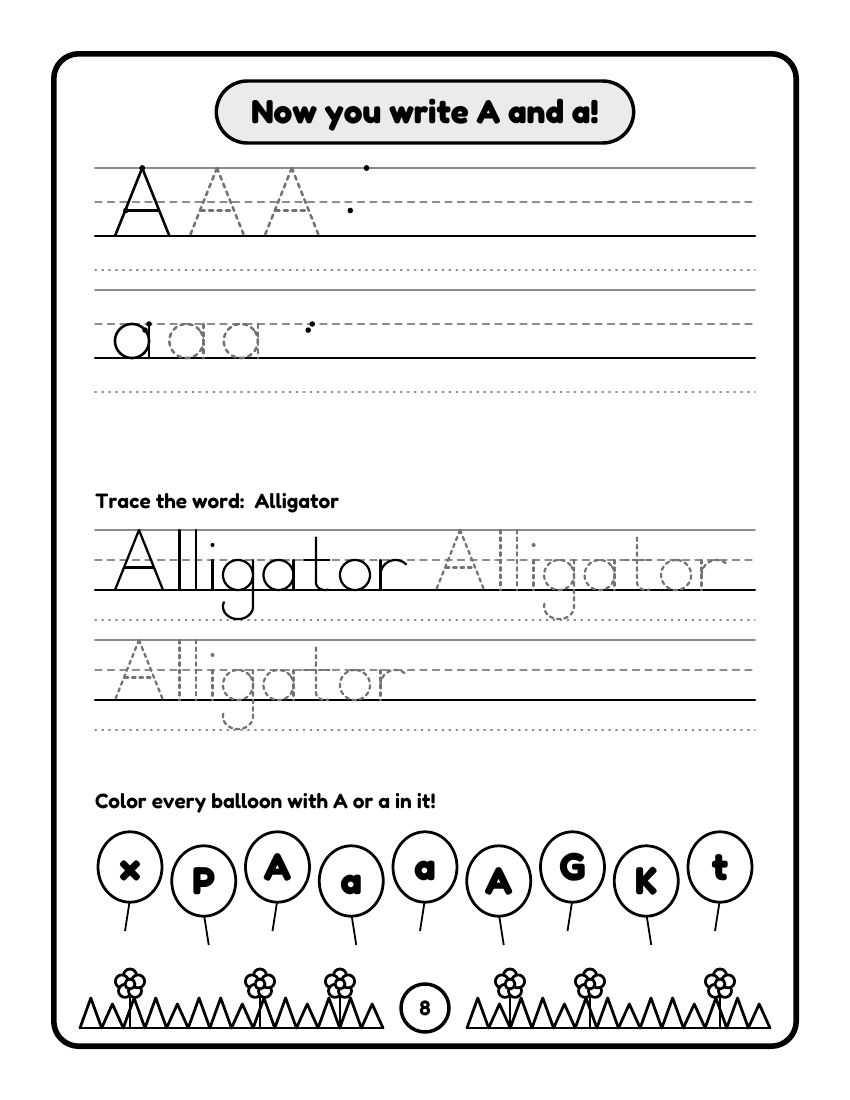 Now you write A and a!
A A A
a a a
Trace the word: Alligator
Alligator Alligator
Alligator
Color every balloon with A or a in it!
x P A a a A G K t
8